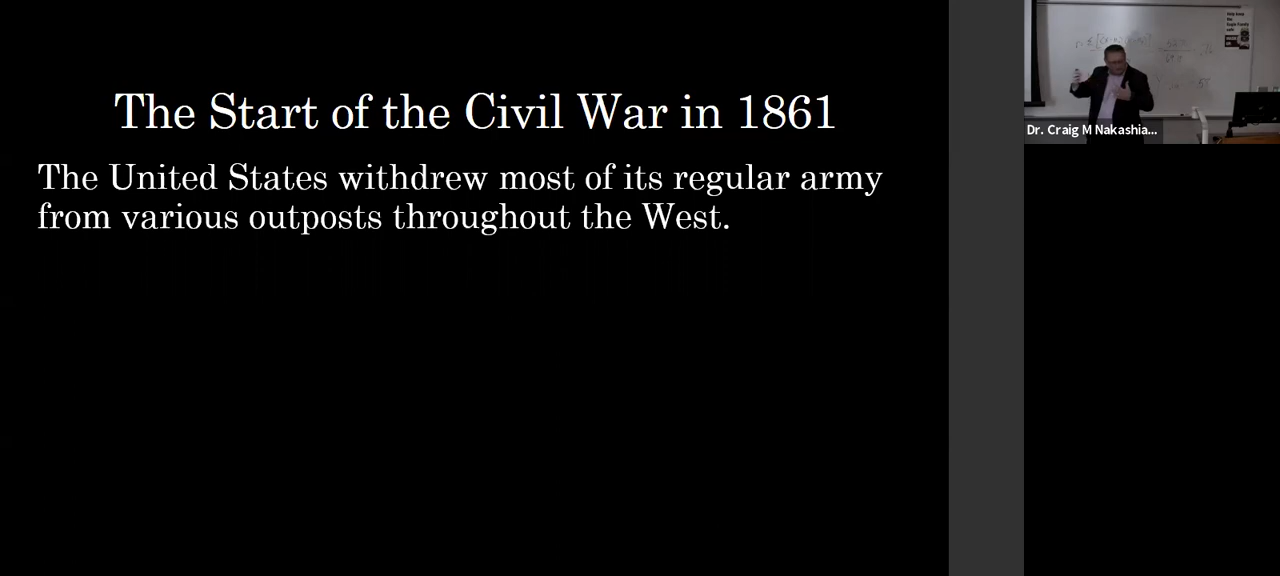 The Start of the Civil War in 1861
The United States withdrew most of its regular army
from various outposts throughout the West.
Dr. Craig M Nakashia...